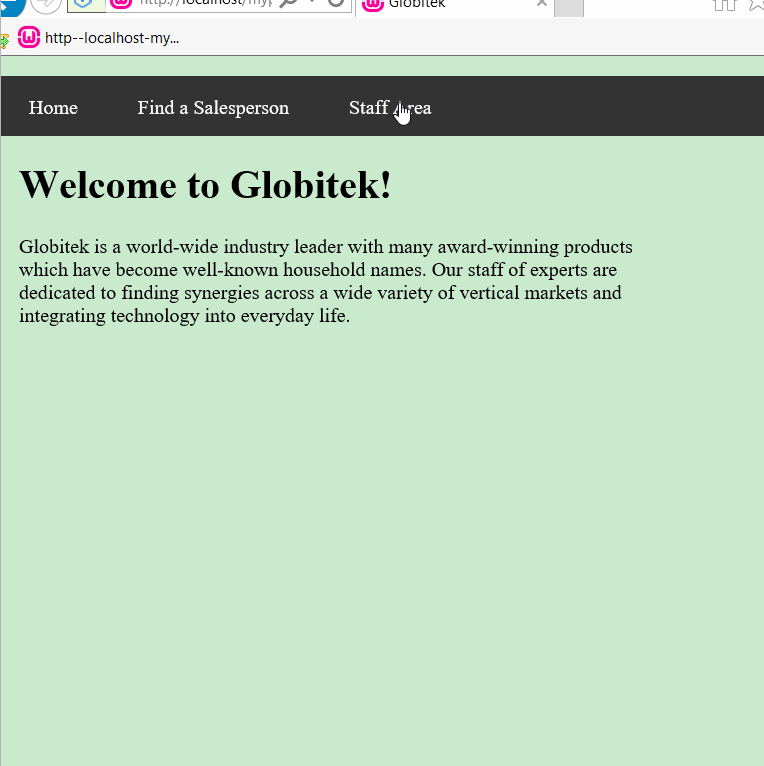 http://localhost/my
Globitek
http--localhost-my...
Home Find a Salesperson Staff Area
Welcome to Globitek!
Globitek is a world-wide industry leader with many award-winning products
which have become well-known household names. Our staff of experts are
dedicated to finding synergies across a wide variety of vertical markets and
integrating technology into everyday life.